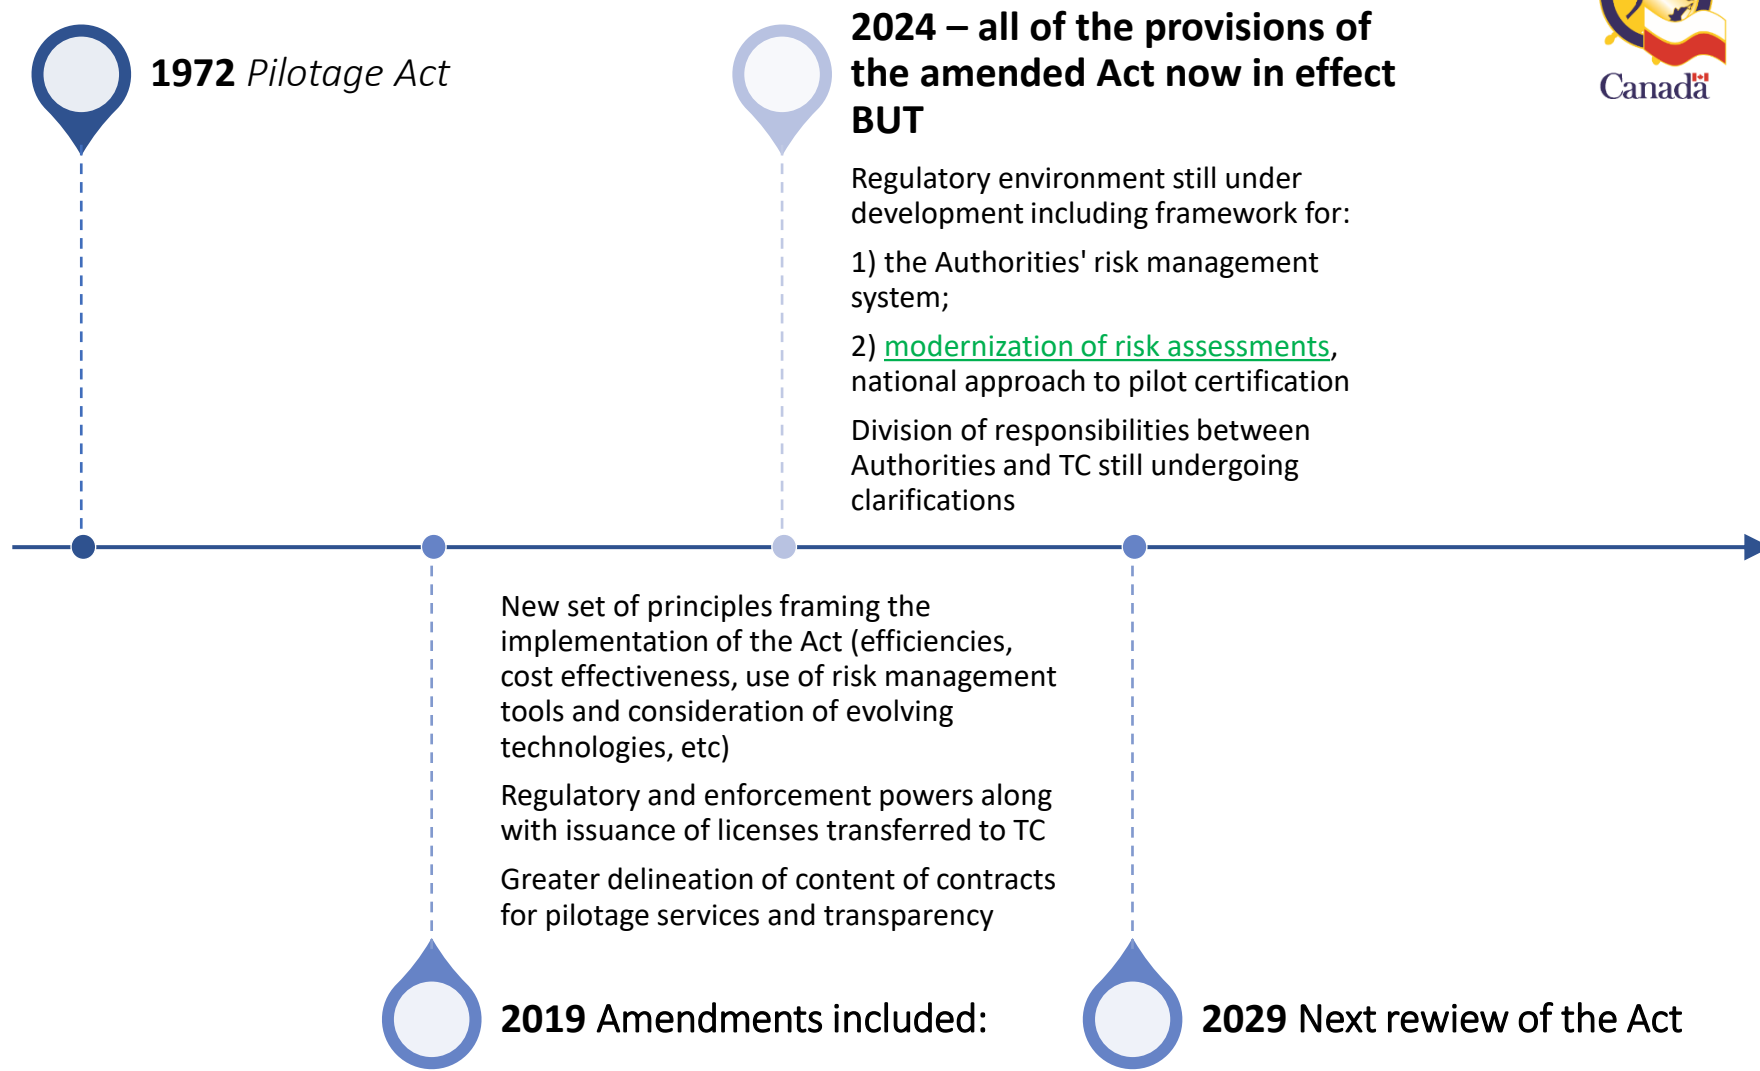 1972 Pilotage Act
2024 – all of the provisions of
the amended Act now in effect
BUT
Regulatory environment still under
development including framework for:
1) the Authorities' risk management
system;
2) modernization of risk assessments,
national approach to pilot certification
Division of responsibilities between
Authorities and TC still undergoing
clarifications
Canada
New set of principles framing the
implementation of the Act (efficiencies,
cost effectiveness, use of risk management
tools and consideration of evolving
technologies, etc)
Regulatory and enforcement powers along
with issuance of licenses transferred to TC
Greater delineation of content of contracts
for pilotage services and transparency
2019 Amendments included:
2029 Next rewiew of the Act